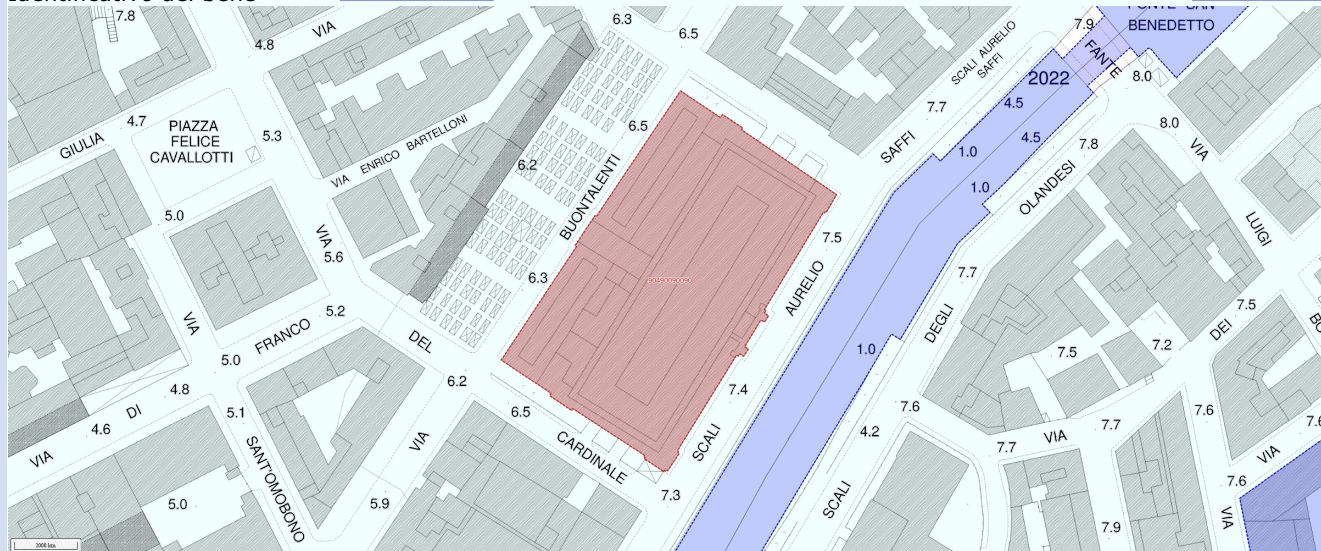 Identificativo del bene
7.8
VIA
6.3
6.5
7.9
PONTE SAN
BENEDETTO
4.8
SCALI AURELIO
SAFFI
FANTE
8.0
2022
4.7
PIAZZA
FELICE
CAVALLOTTI
5.3
6.5
7.7
4.5
8.0
GIULIA
VIA ENRICO BARTELLONI
SAFFI
4.5
7.8
VIA
6.2
1.0
BUONTALENTI
1.0
OLANDESI
5.0
VIA
7.5
LUIGI
5.6
6.3
AURELIO
7.7
VIA
FRANCO
5.2
DEL
DEGLI
7.5
DEI
5.0
1.0
7.5
7.2
4.8
6.2
7.4
DI
5.1
6.5
7.6
7.6
4.6
VIA
CARDINALE
SCALI
4.2
7.7
VIA
7.7
7.6
VIA
SANT'OMOBONO
VIA
5.0
5.9
7.3
SCALI
7.6
VIA
7.9